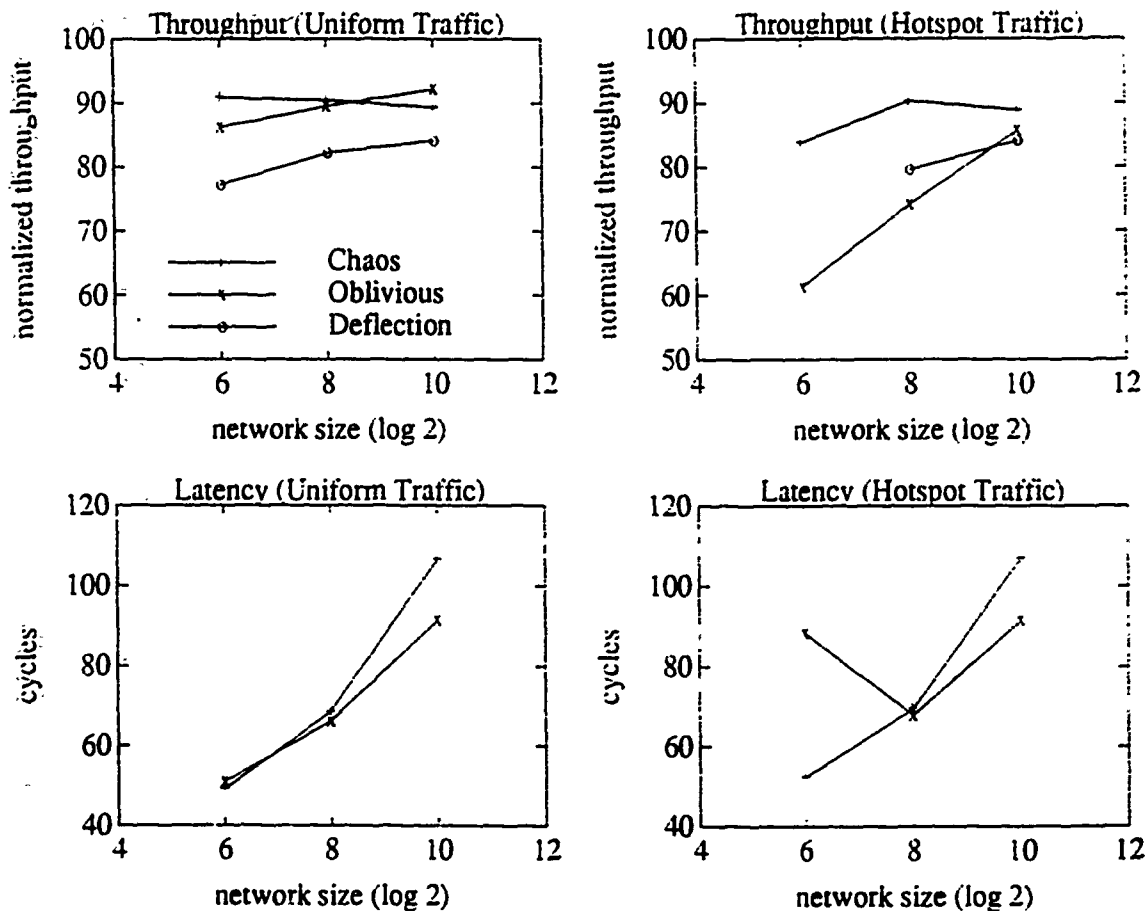 Throughput (Uniform Traffic)
normalized throughput
100
90
80
70
60
50
Chaos
Oblivious
Deflection
4
6
8
10
12
network size (log 2)
Throughput (Hotspot Traffic)
normalized throughput
100
90
80
70
60
50
4
6
8
10
12
network size (log 2)
Latency (Uniform Traffic)
cycles
120
100
80
60
40
4
6
8
10
12
network size (log 2)
Latency (Hotspot Traffic)
cycles
120
100
80
60
40
4
6
8
10
12
network size (log 2)